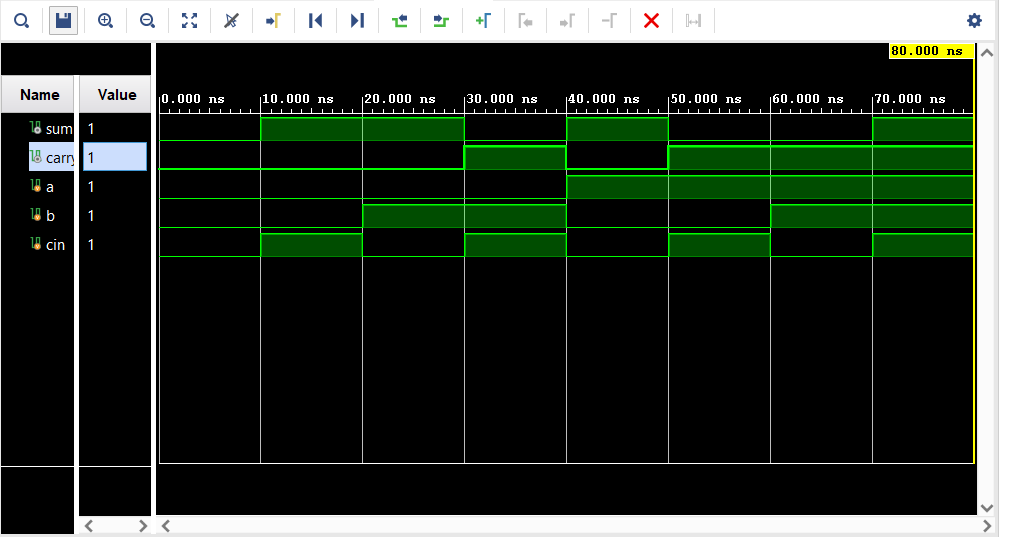 80.000 ns
Name Value
0.000 ns 10.000 ns 20.000 ns 30.000 ns 40.000 ns 50.000 ns 60.000 ns 70.000 ns
sum 1
carry 1
a 1
b 1
cin 1